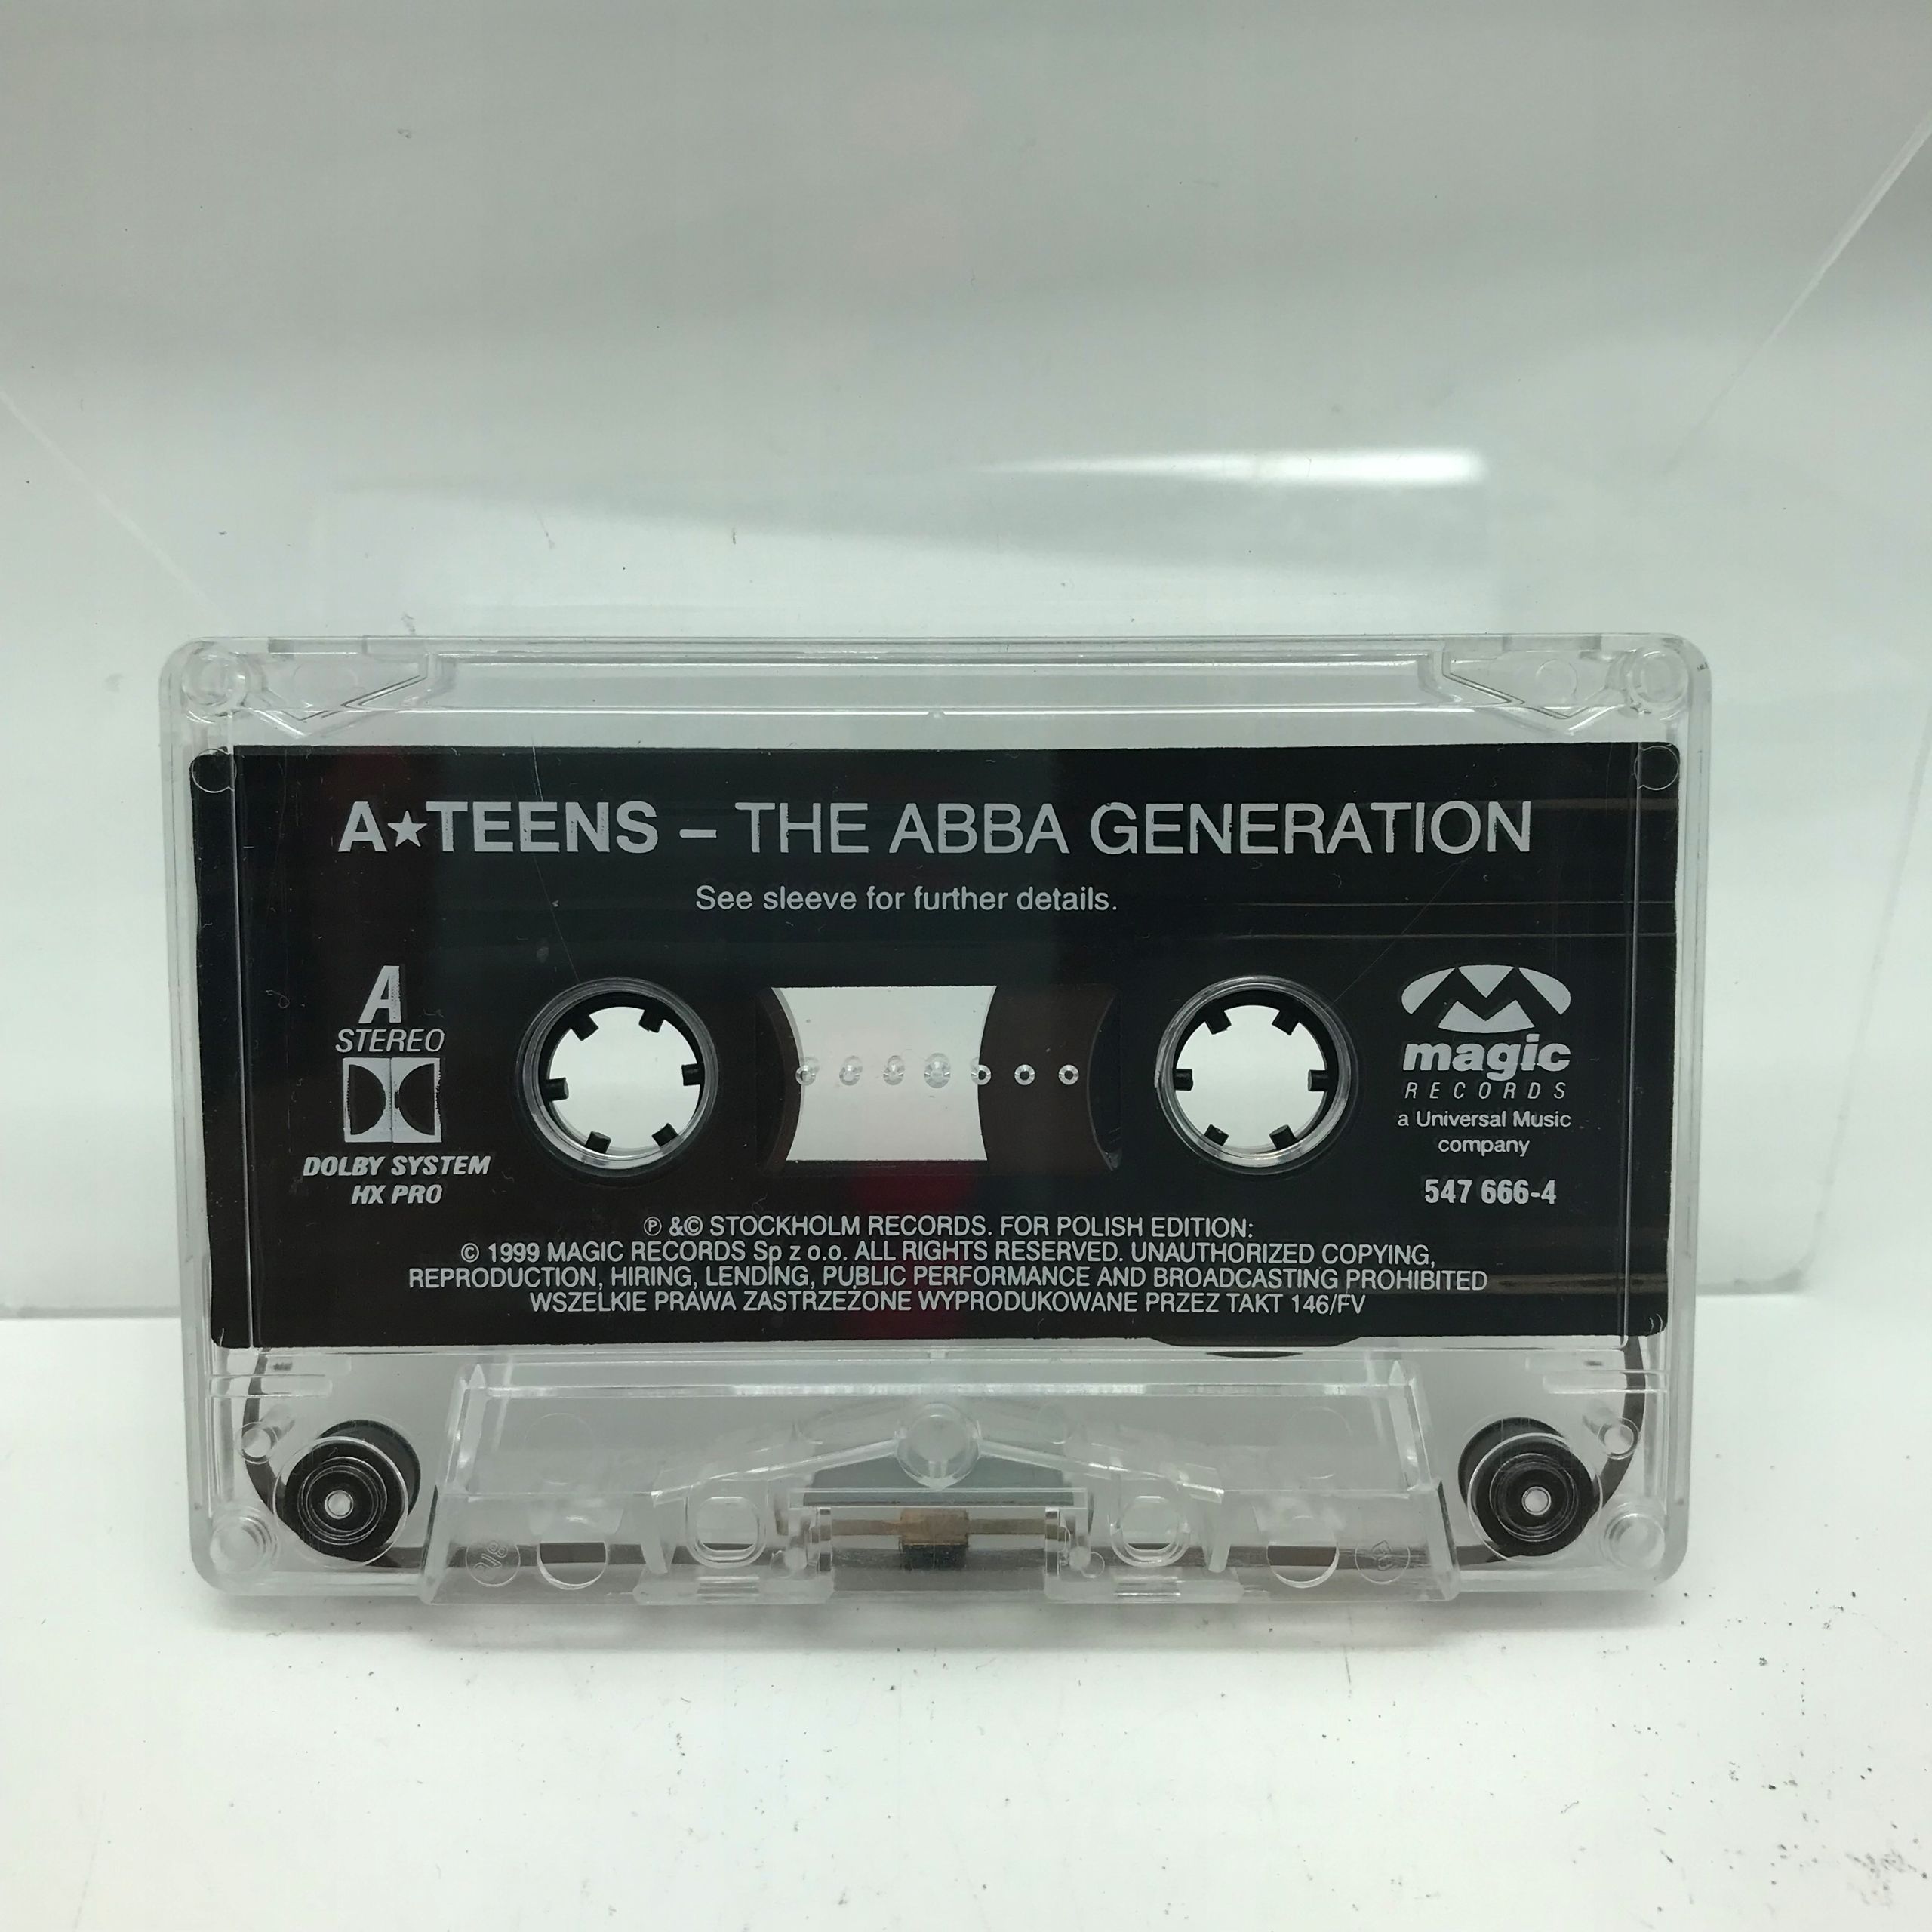 A★TEENS – THE ABBA GENERATION
See sleeve for further details.
A
STEREO
DOLBY SYSTEM
HX PRO
magic
RECORDS
a Universal Music
company
547 666-4
℗ &© STOCKHOLM RECORDS. FOR POLISH EDITION:
© 1999 MAGIC RECORDS Sp z o.o. ALL RIGHTS RESERVED. UNAUTHORIZED COPYING,
REPRODUCTION, HIRING, LENDING, PUBLIC PERFORMANCE AND BROADCASTING PROHIBITED
WSZELKIE PRAWA ZASTRZEŻONE WYPRODUKOWANE PRZEZ TAKT 146/FV